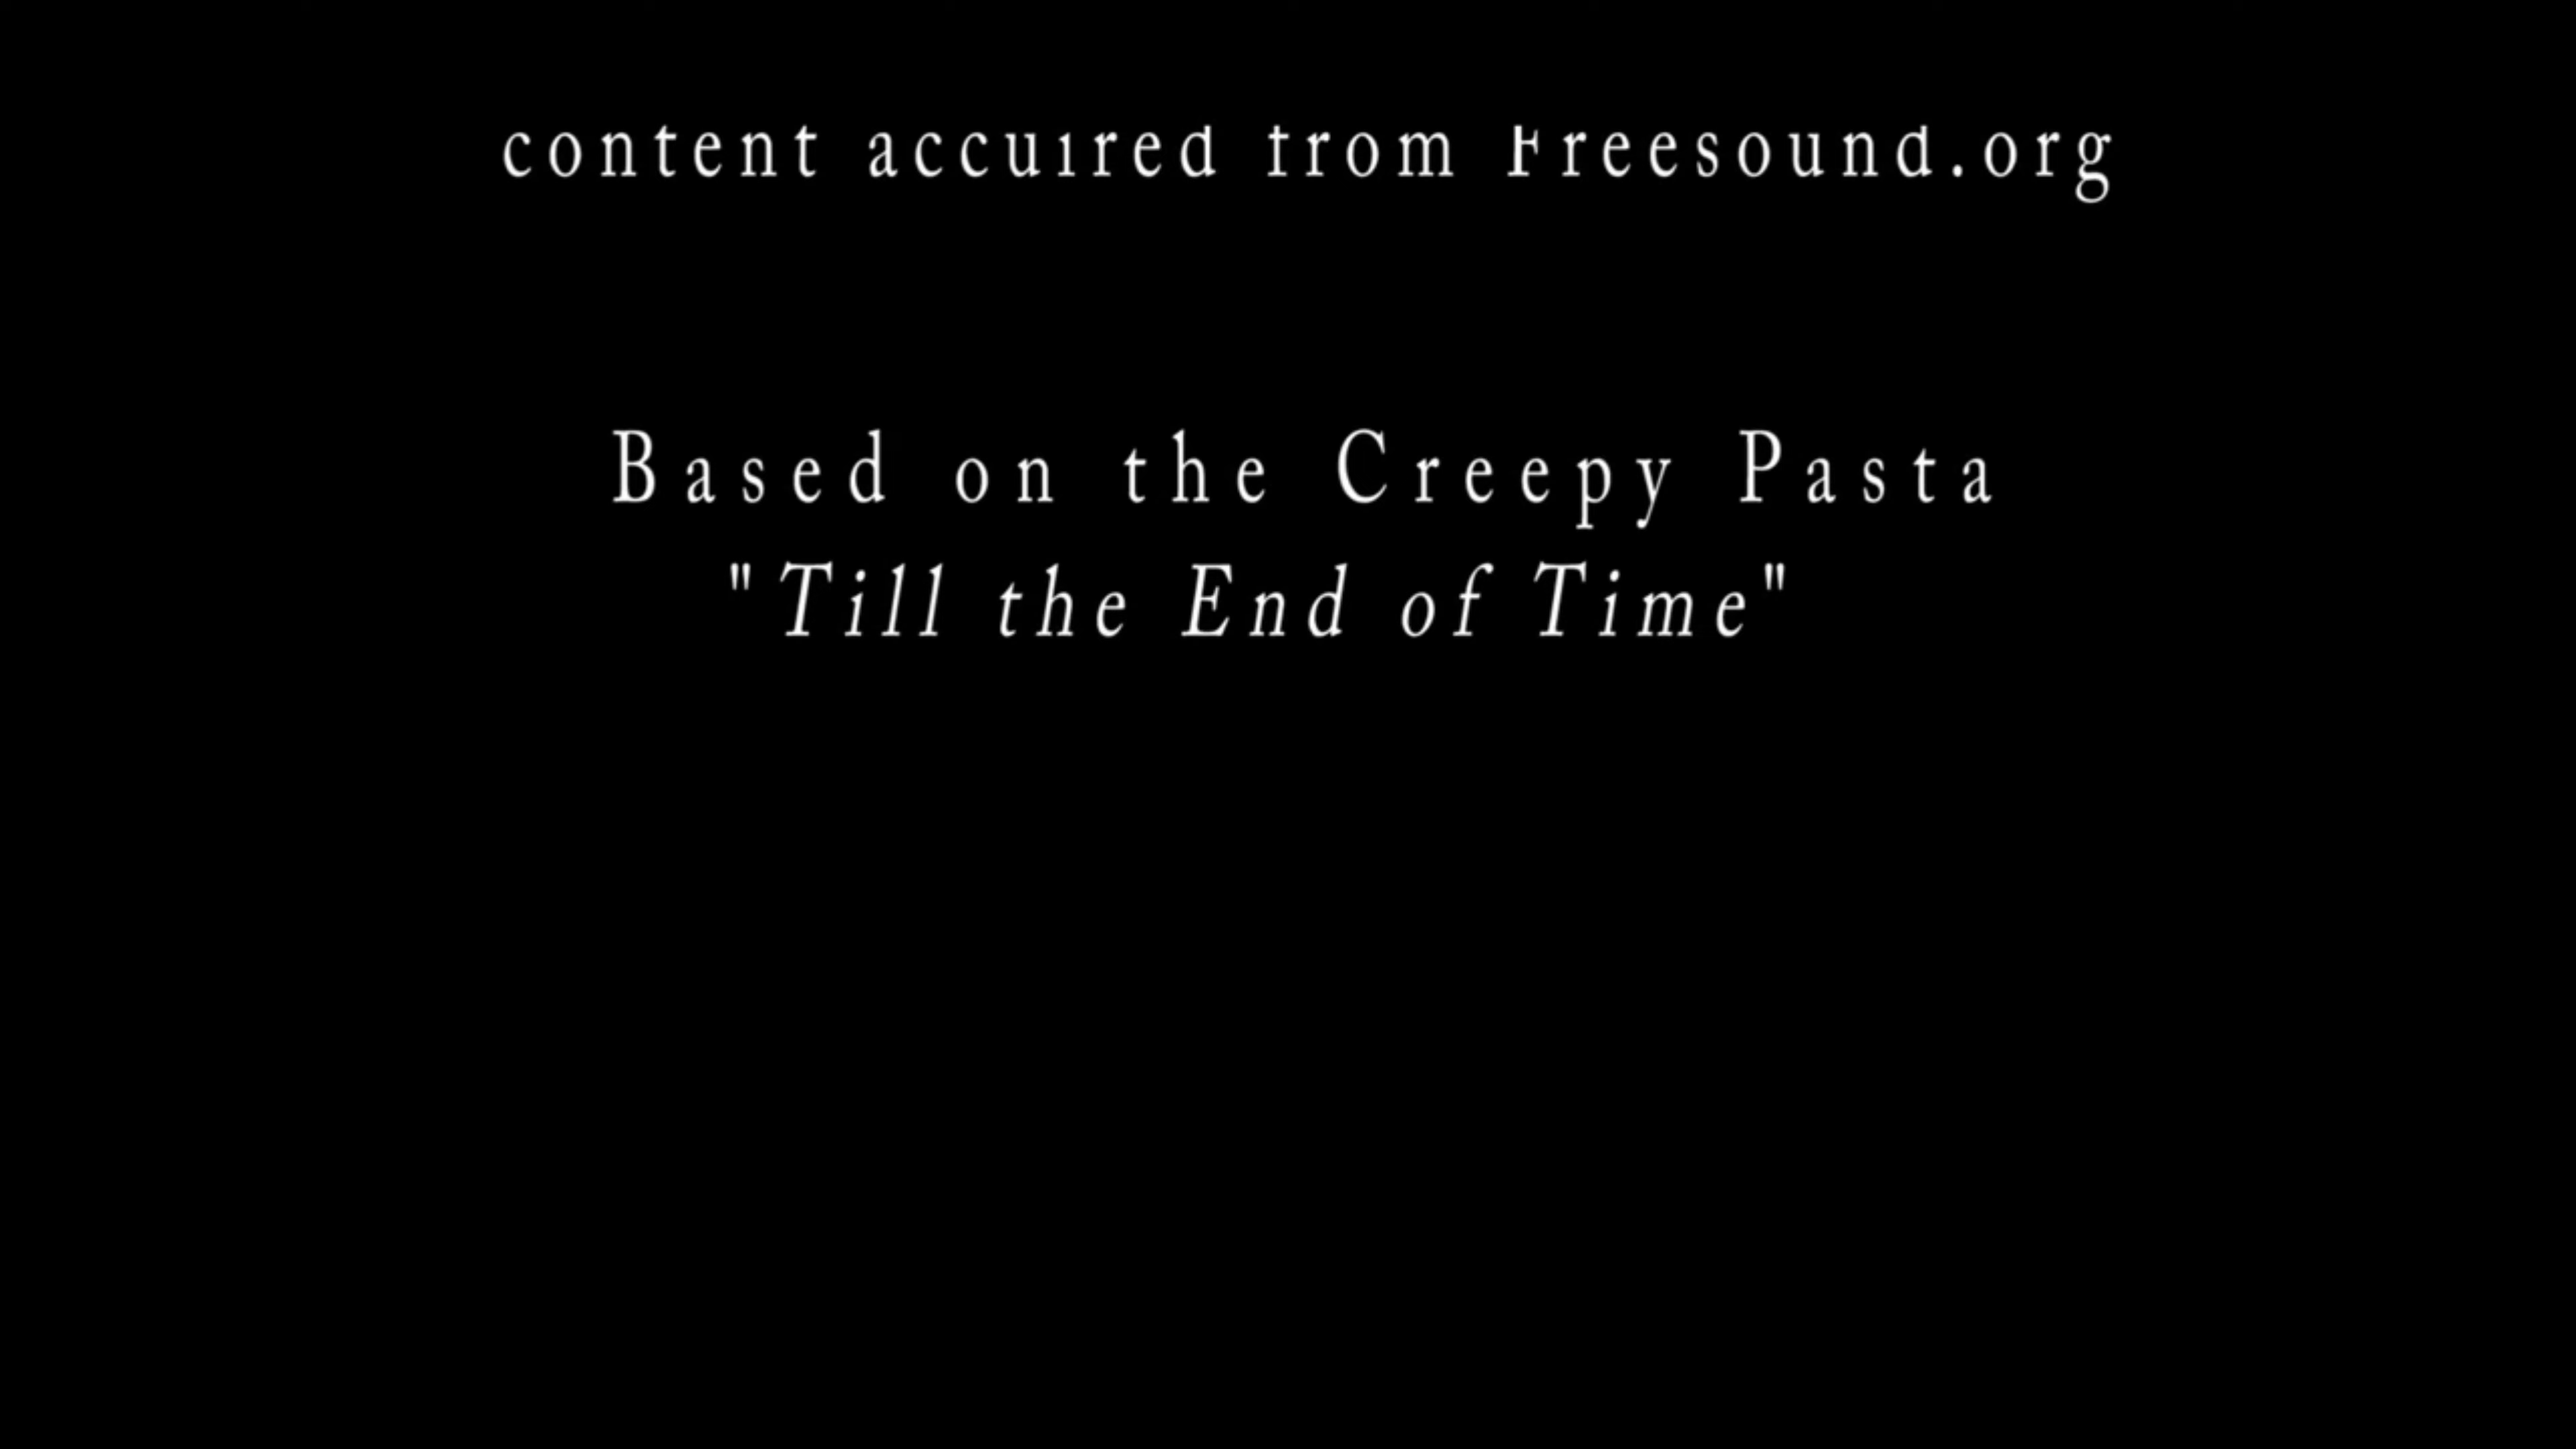 content accuired from Freesound.org
Based on the Creepy Pasta
"Till the End of Time"